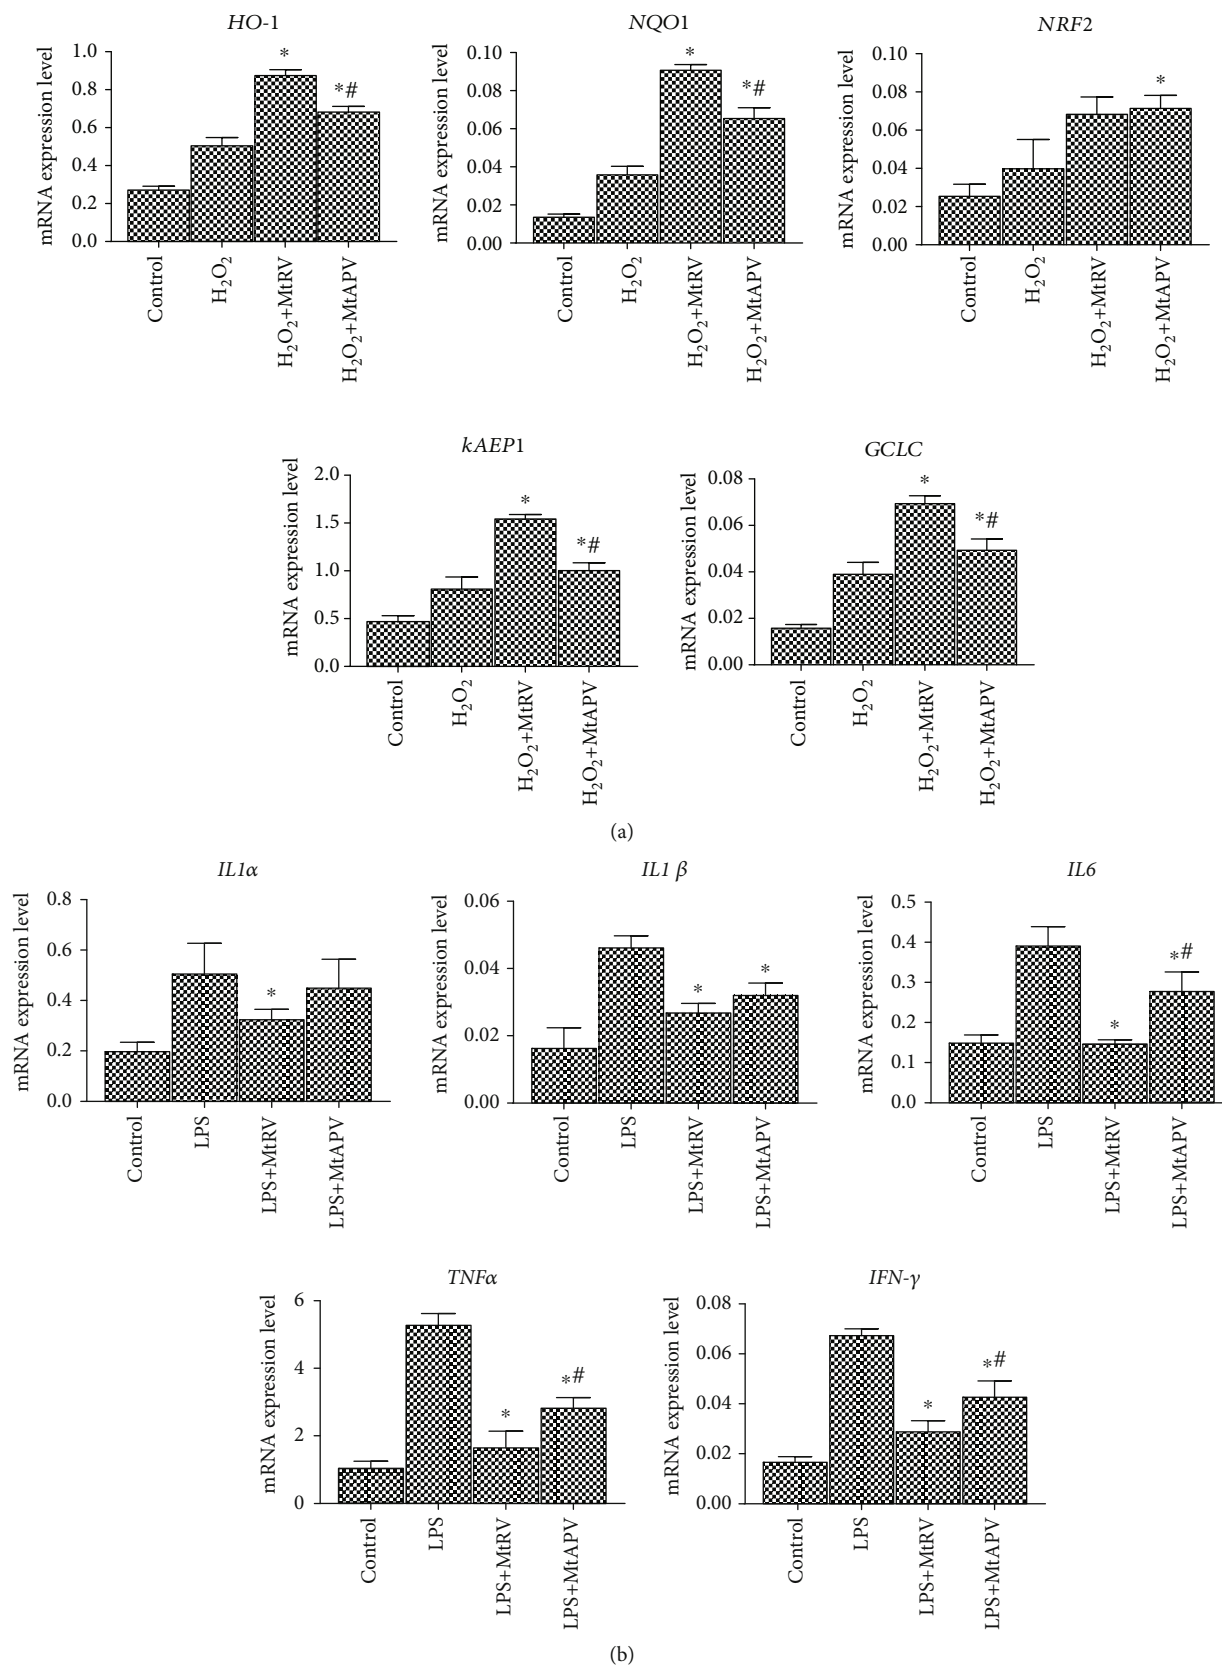 HO-1
mRNA expression level
1.0
0.8
0.6
0.4
0.2
0.0
*
*#
Control
H₂O₂
H₂O₂+MtRV
H₂O₂+MtAPV
NQO1
mRNA expression level
0.10
0.08
0.06
0.04
0.02
0.00
*
*#
Control
H₂O₂
H₂O₂+MtRV
H₂O₂+MtAPV
NRF2
mRNA expression level
0.10
0.08
0.06
0.04
0.02
0.00
*
Control
H₂O₂
H₂O₂+MtRV
H₂O₂+MtAPV
kAEP1
mRNA expression level
2.0
1.5
1.0
0.5
0.0
*
*#
Control
H₂O₂
H₂O₂+MtRV
H₂O₂+MtAPV
GCLC
mRNA expression level
0.08
0.06
0.04
0.02
0.00
*
*#
Control
H₂O₂
H₂O₂+MtRV
H₂O₂+MtAPV
(a)
IL1α
mRNA expression level
0.8
0.6
0.4
0.2
0.0
*
Control
LPS
LPS+MtRV
LPS+MtAPV
IL1 β
mRNA expression level
0.06
0.04
0.02
0.00
*
*
Control
LPS
LPS+MtRV
LPS+MtAPV
IL6
mRNA expression level
0.5
0.4
0.3
0.2
0.1
0.0
*
*#
Control
LPS
LPS+MtRV
LPS+MtAPV
TNFα
mRNA expression level
6
4
2
0
*
*#
Control
LPS
LPS+MtRV
LPS+MtAPV
IFN-γ
mRNA expression level
0.08
0.06
0.04
0.02
0.00
*
*#
Control
LPS
LPS+MtRV
LPS+MtAPV
(b)